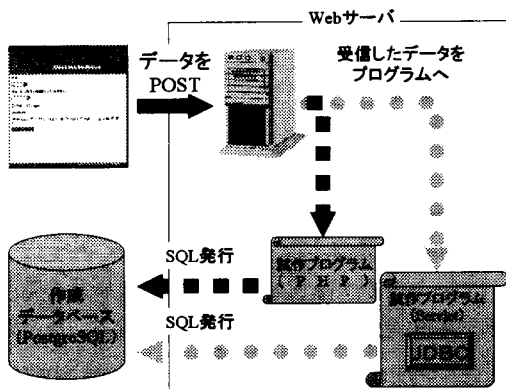 Webサーバ
データを
POST
受信したデータを
プログラムへ
SQL発行
試作プログラム
( P H P )
作成
データベース
(PostgreSQL)
SQL発行
試作プログラム
(Servlet)
JDBC